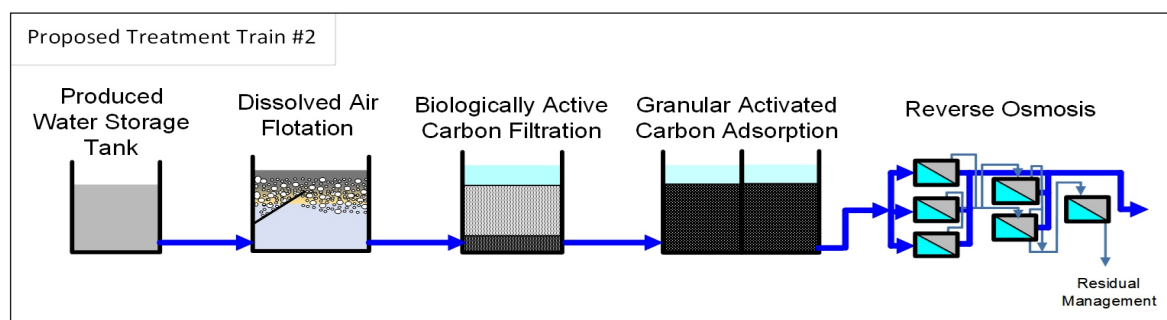 Proposed Treatment Train #2
Produced
Water Storage
Tank
Dissolved Air
Flotation
Biologically Active
Carbon Filtration
Granular Activated
Carbon Adsorption
Reverse Osmosis
Residual
Management